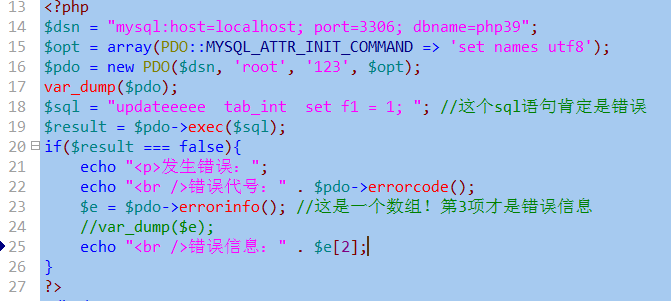 13 <?php
14 $dsn = "mysql:host=localhost; port=3306; dbname=php39";
15 $opt = array(PDO::MYSQL_ATTR_INIT_COMMAND => 'set names utf8');
16 $pdo = new PDO($dsn, 'root', '123', $opt);
17 var_dump($pdo);
18 $sql = "updateeeeee  tab_int  set f1 = 1; "; //这个sql语句肯定是错误
19 $result = $pdo->exec($sql);
20 if($result === false){
21     echo "<p>发生错误：";
22     echo "<br />错误代号：" . $pdo->errorcode();
23     $e = $pdo->errorinfo(); //这是一个数组！第3项才是错误信息
24     //var_dump($e);
25     echo "<br />错误信息：" . $e[2];
26 }
27 ?>